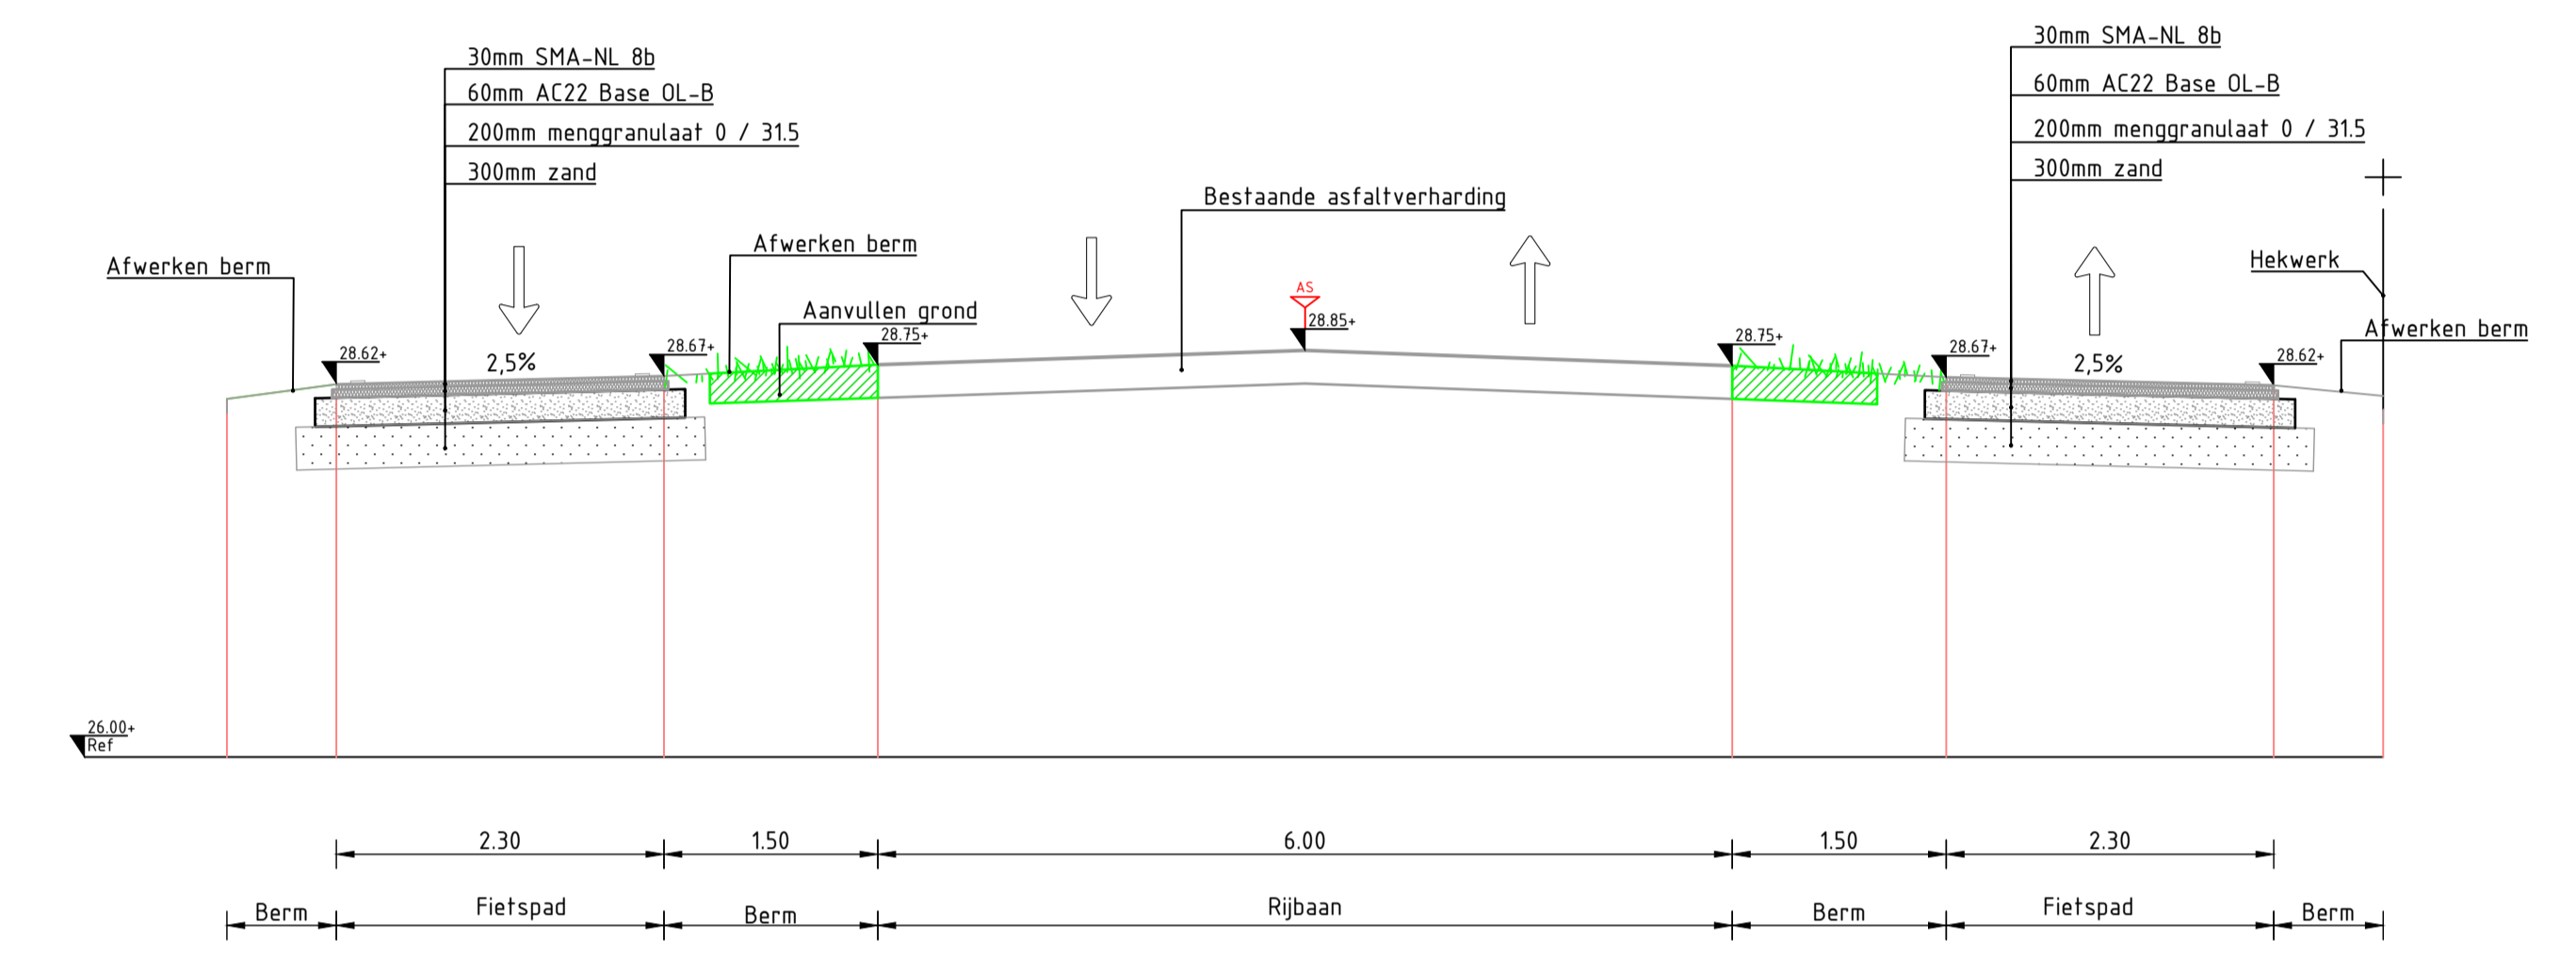 30mm SMA-NL 8b
60mm AC22 Base OL-B
200mm menggranulaat 0 / 31.5
300mm zand
30mm SMA-NL 8b
60mm AC22 Base OL-B
200mm menggranulaat 0 / 31.5
300mm zand
Bestaande asfaltverharding
Afwerken berm
Afwerken berm
Hekwerk
Aanvullen grond
AS
Afwerken berm
28.62+
2,5%
28.67+
28.75+
28.85+
28.75+
28.67+
2,5%
28.62+
26.00+
Ref
2.30
1.50
6.00
1.50
2.30
Berm
Fietspad
Berm
Rijbaan
Berm
Fietspad
Berm